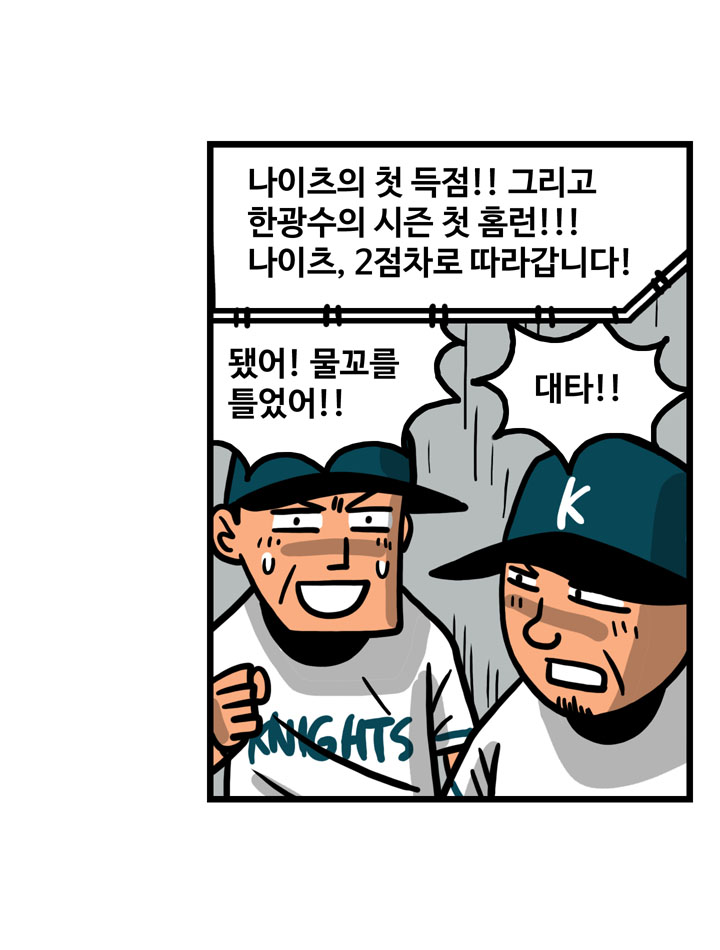 나이츠의 첫 득점!! 그리고
한광수의 시즌 첫 홈런!!!
나이츠, 2점차로 따라갑니다!
됐어! 물꼬를
틀었어!!
대타!!
K
KNIGHTS